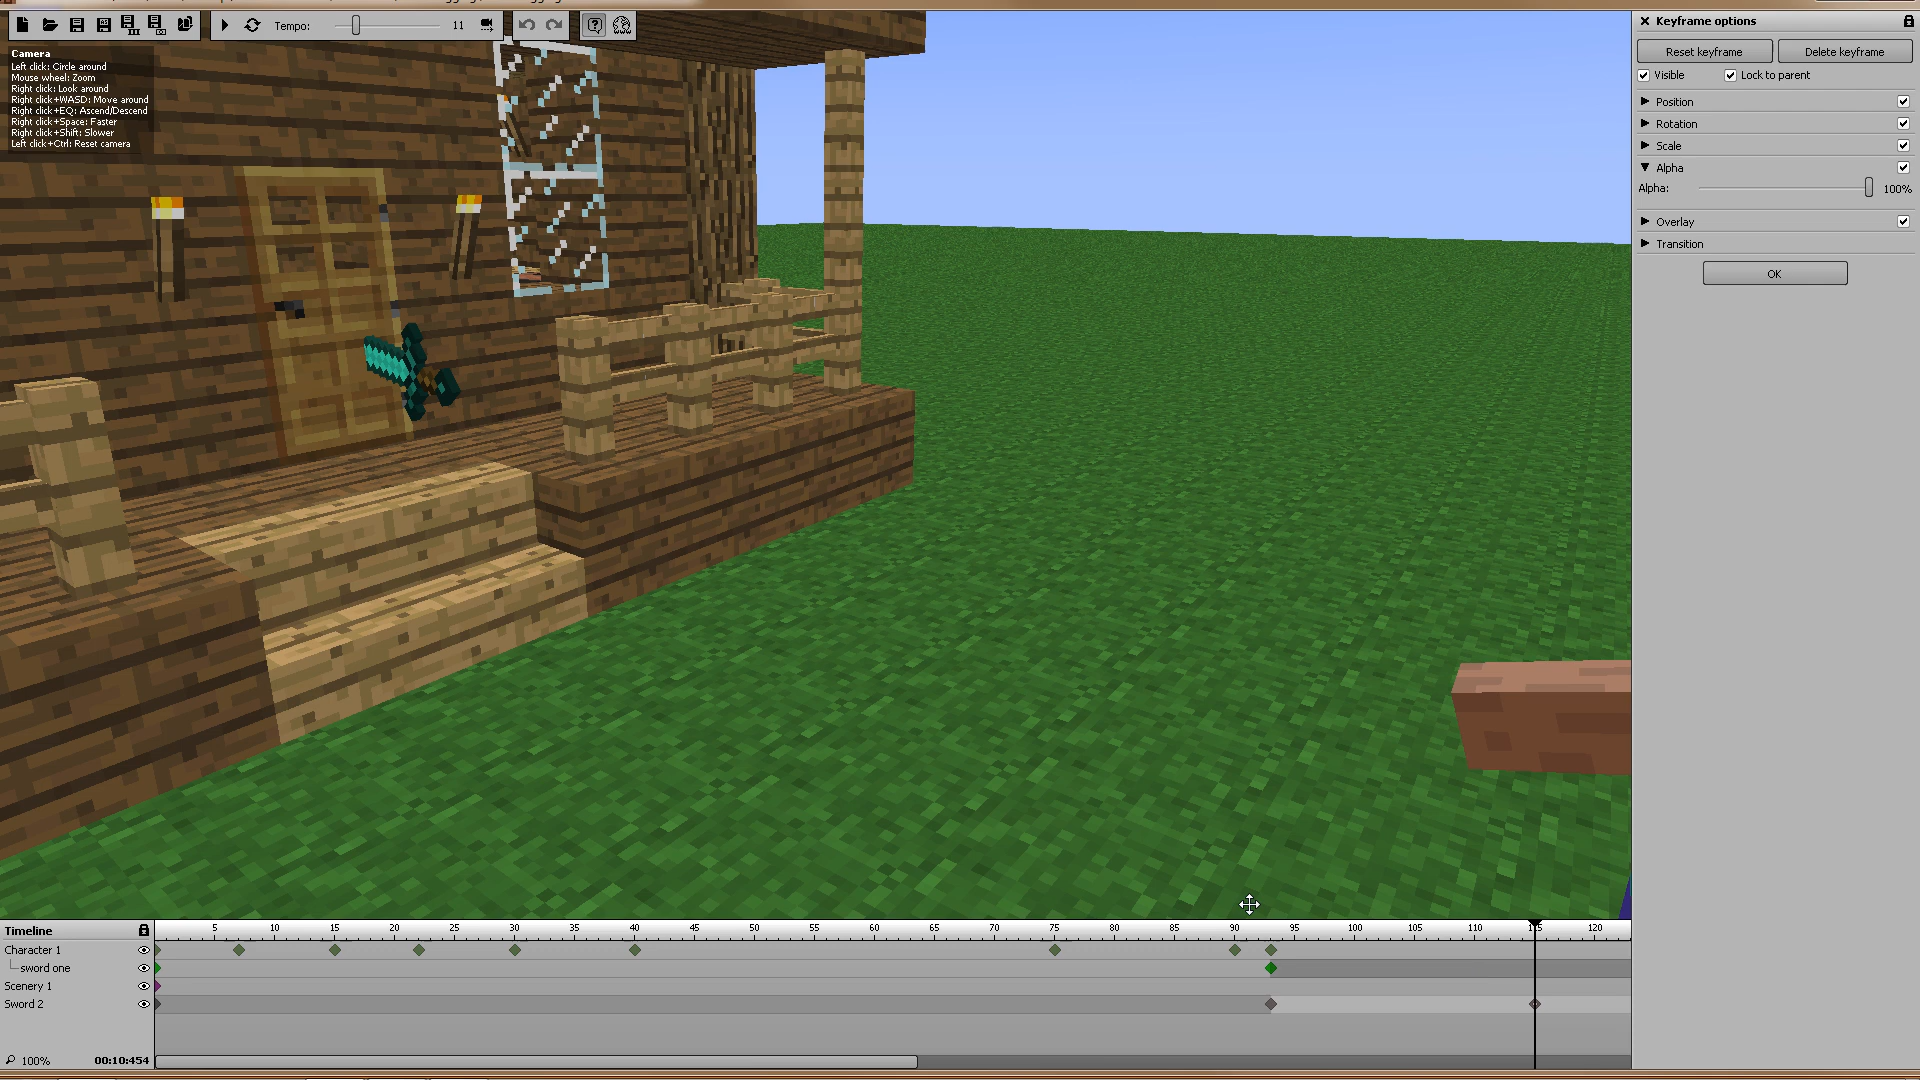 Tempo: 11
Camera
Left click: Circle around
Mouse wheel: Zoom
Right click: Look around
Right click+WASD: Move around
Right click+EQ: Ascend/Descend
Right click+Space: Faster
Right click+Shift: Slower
Left click+Ctrl: Reset camera
Keyframe options
Reset keyframe Delete keyframe
Visible Lock to parent
Position
Rotation
Scale
Alpha
Alpha: 100%
Overlay
Transition
OK
Timeline 5 10 15 20 25 30 35 40 45 50 55 60 65 70 75 80 85 90 95 100 105 110 115 120
Character 1
sword one
Scenery 1
Sword 2
100% 00:10:454